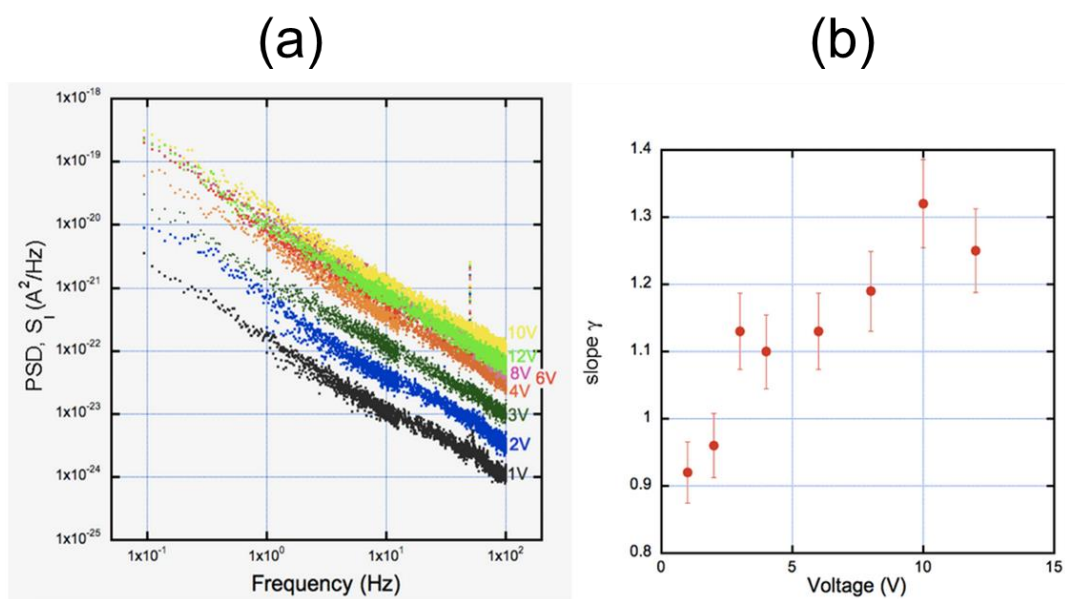 (a)
(b)
PSD, S_I (A^2/Hz)
1x10^-18
1x10^-19
1x10^-20
1x10^-21
1x10^-22
1x10^-23
1x10^-24
1x10^-25
10V
12V
8V 6V
4V
3V
2V
1V
1x10^-1 1x10^0 1x10^1 1x10^2
Frequency (Hz)
slope γ
1.4
1.3
1.2
1.1
1
0.9
0.8
0 5 10 15
Voltage (V)